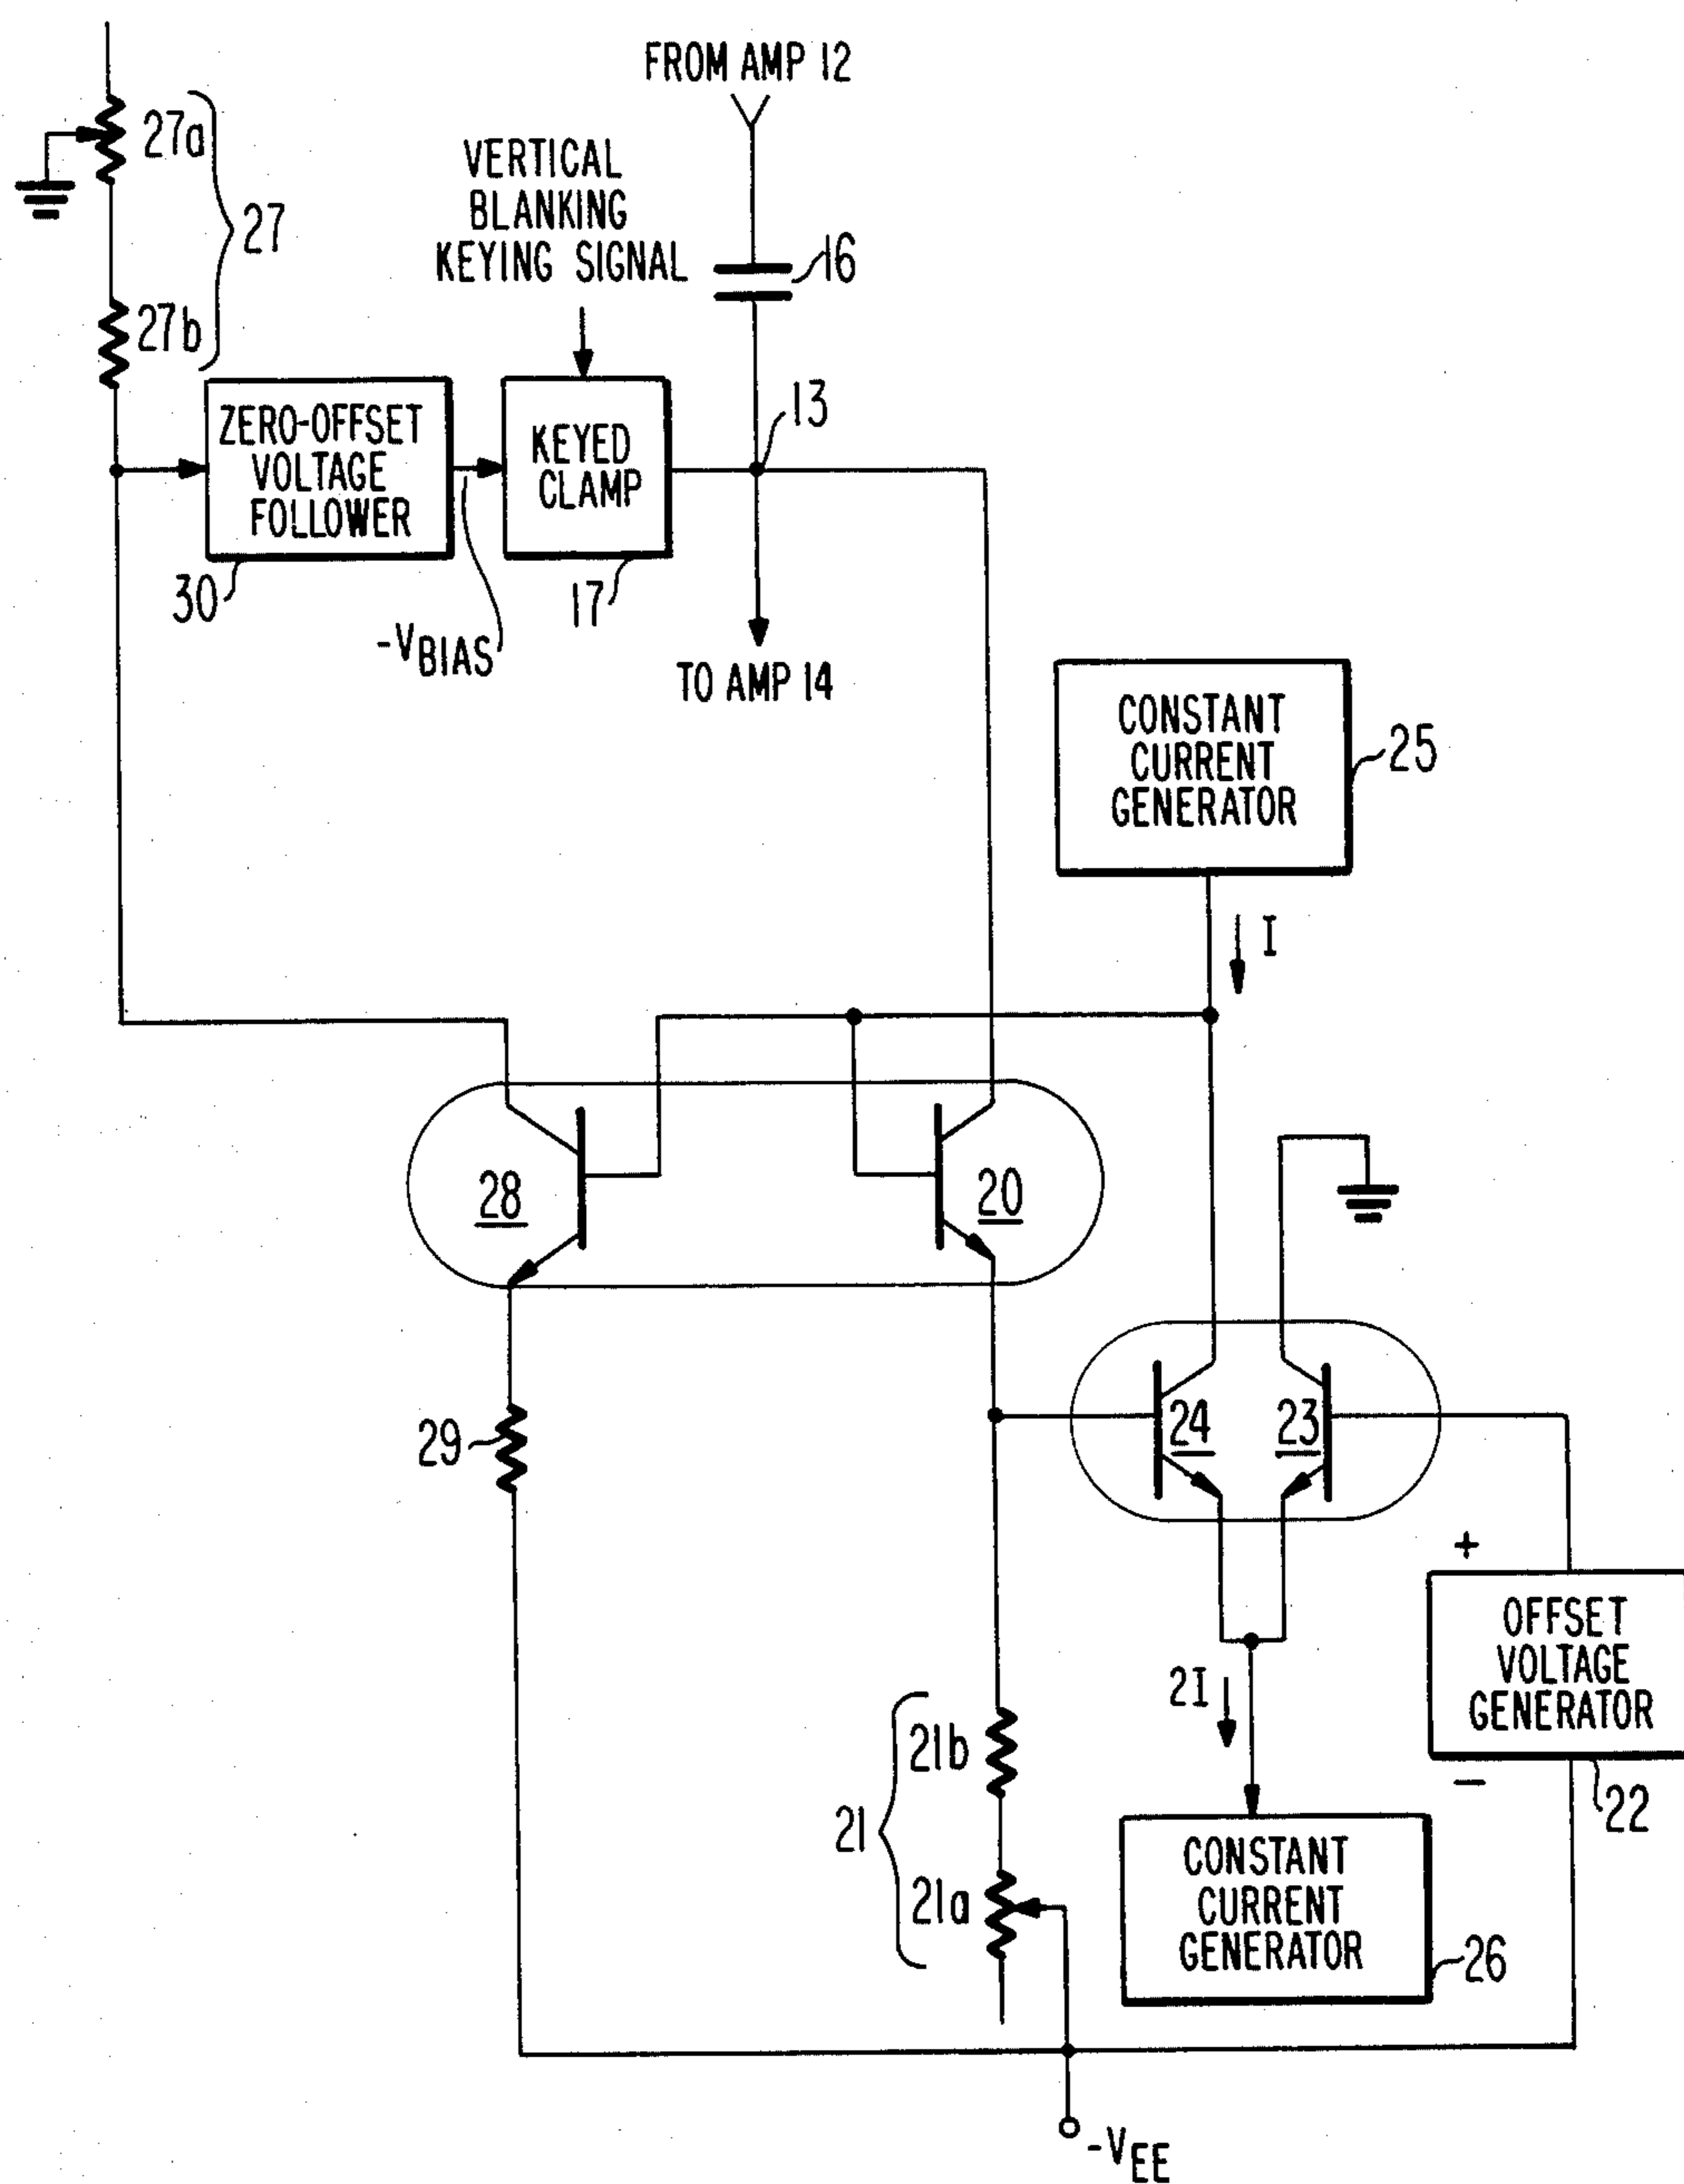 FROM AMP 12
27a
VERTICAL
BLANKING
KEYING SIGNAL
27
16
27b
13
ZERO-OFFSET
VOLTAGE
FOLLOWER
KEYED
CLAMP
30
17
-VBIAS
TO AMP 14
CONSTANT
CURRENT
GENERATOR
25
I
28
20
24
23
29
+
OFFSET
VOLTAGE
GENERATOR
2I
21b
−
22
21
21a
CONSTANT
CURRENT
GENERATOR
26
-VEE